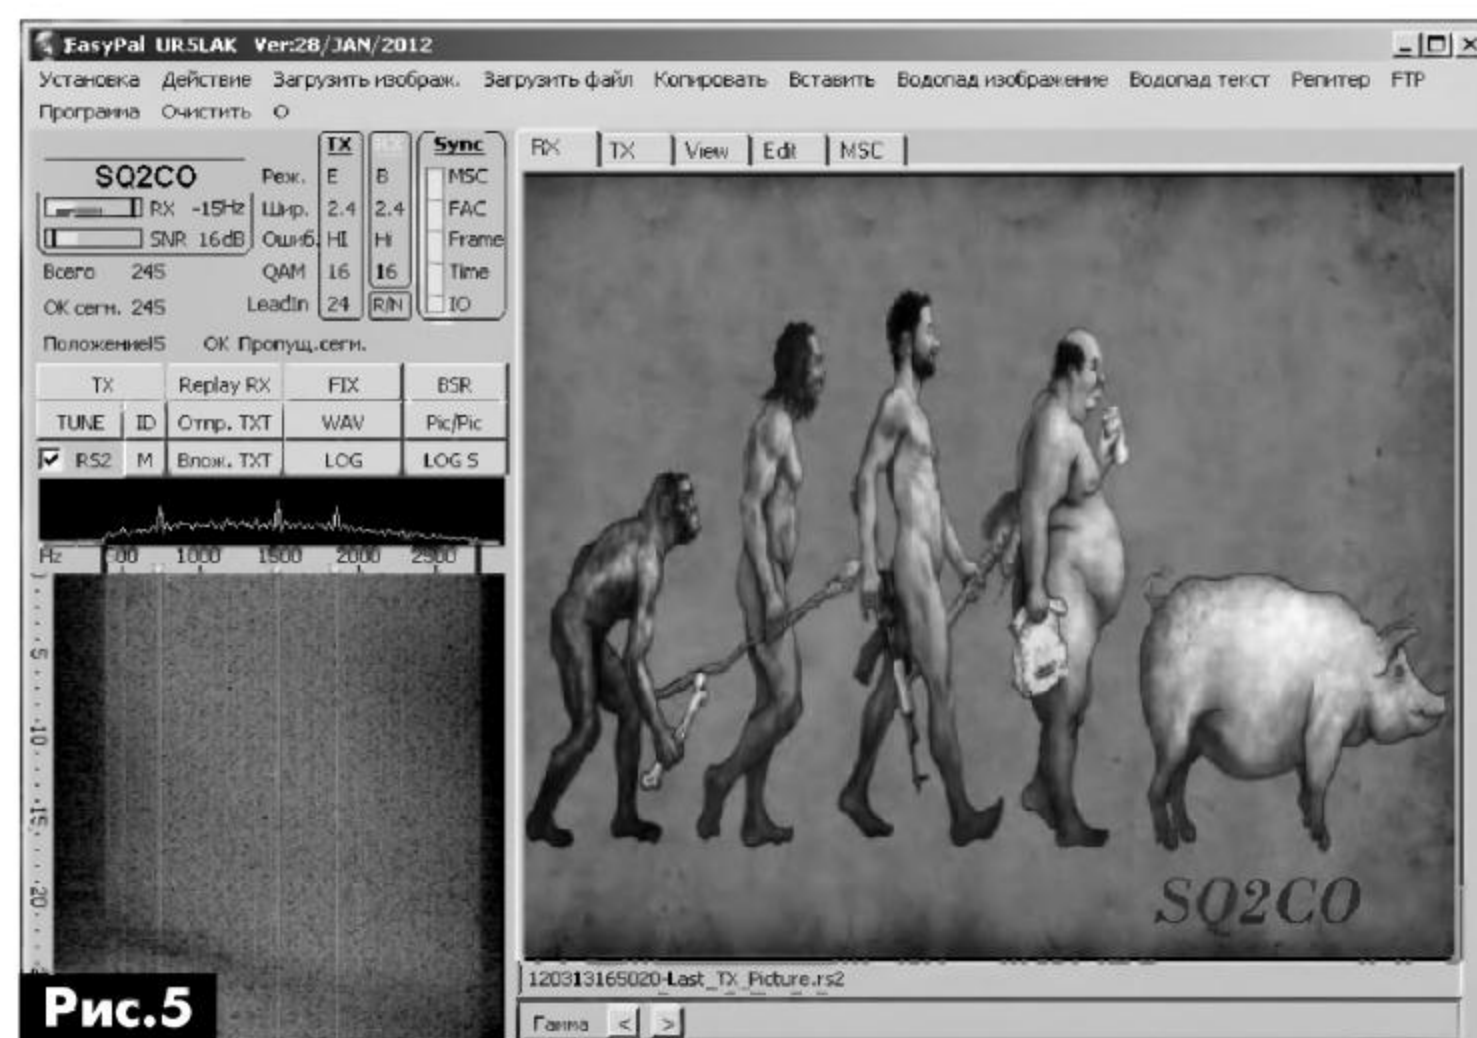 EasyPal UR5LAK Ver:28/JAN/2012
Установка Действие Загрузить изображ. Загрузить файл Копировать Вставить Водопад изображение Водопад текст Репитер FTP
Программа Очистить О
SQ2CO
RX -15Hz
SNR 16dB
Всего 245
ОК сегм. 245
Положение 15 ОК Пропущ.сегм.
TX
Реж. E B
Шир. 2.4 2.4
Ошиб. HI Hi
QAM 16 16
LeadIn 24 R/N
Sync
MSC
FAC
Frame
Time
IO
TX Replay RX FIX BSR
TUNE ID Отпр. TXT WAV Pic/Pic
RS2 M Влож. TXT LOG LOG S
Hz 500 1000 1500 2000 2500
5
10
15
20
RX TX View Edit MSC
SQ2CO
120313165020-Last_TX_Picture.rs2
Гамма < >
Рис.5